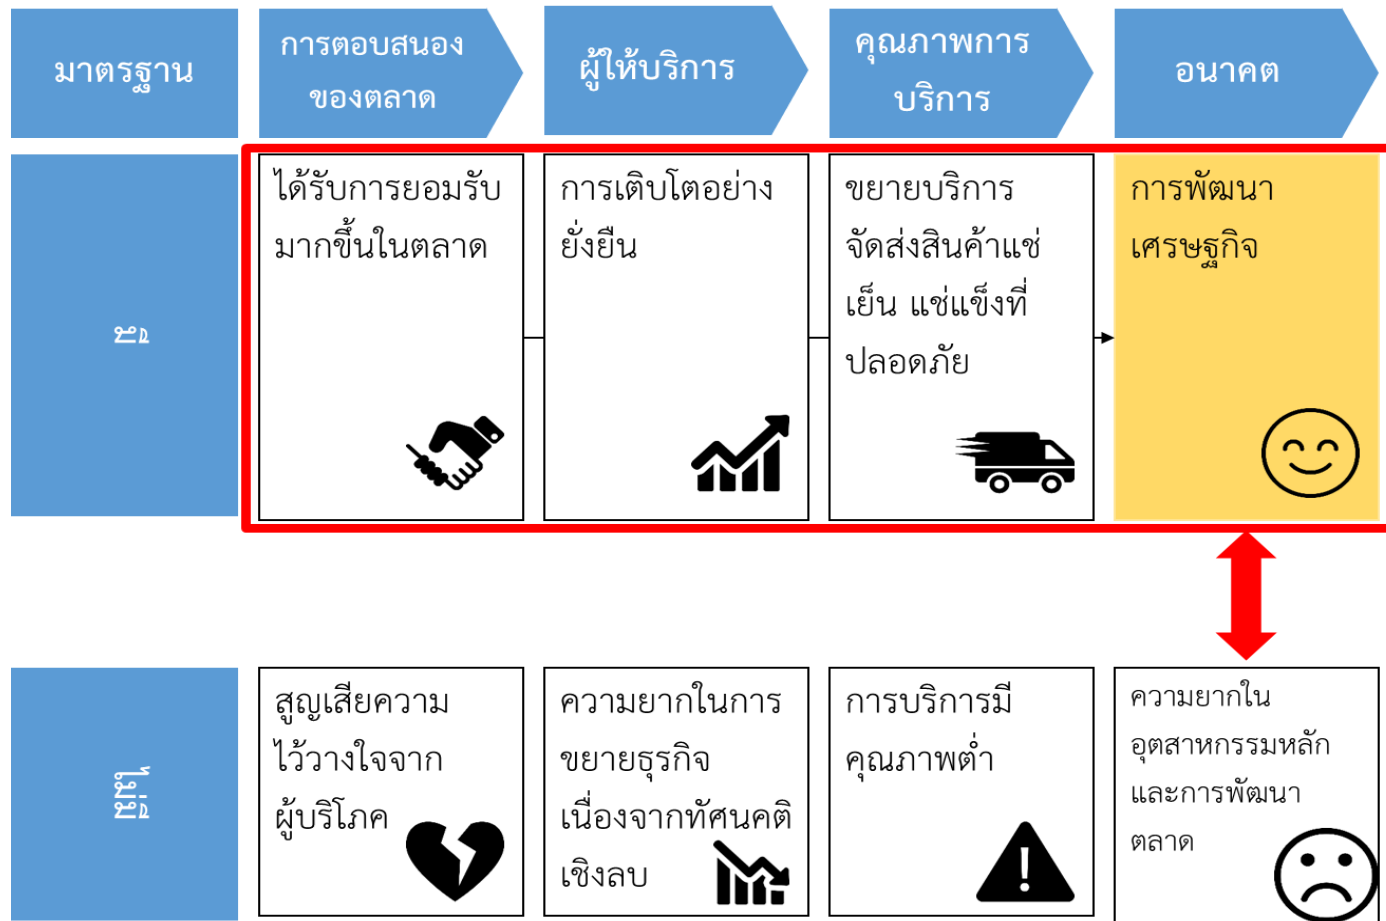 มาตรฐาน
การตอบสนอง
ของตลาด
ผู้ให้บริการ
คุณภาพการ
บริการ
อนาคต
มี
ได้รับการยอมรับ
มากขึ้นในตลาด
การเติบโตอย่าง
ยั่งยืน
ขยายบริการ
จัดส่งสินค้าแช่
เย็น แช่แข็งที่
ปลอดภัย
การพัฒนา
เศรษฐกิจ
ไม่มี
สูญเสียความ
ไว้วางใจจาก
ผู้บริโภค
ความยากในการ
ขยายธุรกิจ
เนื่องจากทัศนคติ
เชิงลบ
การบริการมี
คุณภาพต่ำ
ความยากใน
อุตสาหกรรมหลัก
และการพัฒนา
ตลาด